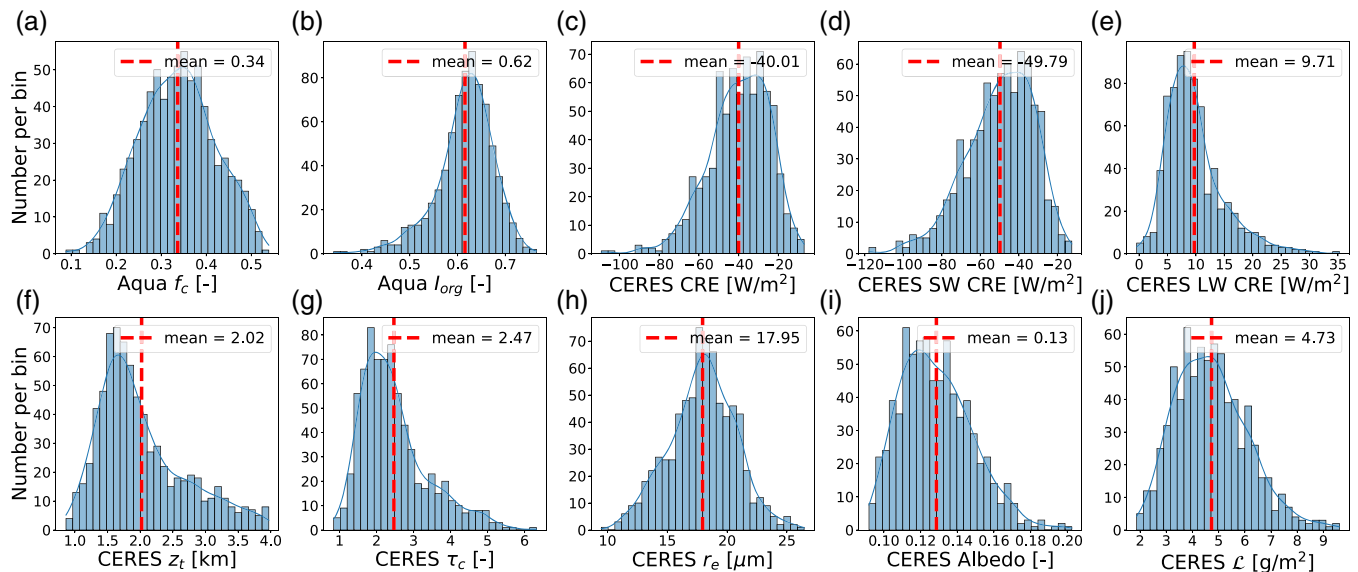 (a)
(b)
(c)
(d)
(e)
mean = 0.34
mean = 0.62
mean = -40.01
mean = -49.79
mean = 9.71
Number per bin
50
40
30
20
10
0
80
60
40
20
0
70
60
50
40
30
20
10
0
60
50
40
30
20
10
0
80
60
40
20
0
0.1 0.2 0.3 0.4 0.5
0.4 0.5 0.6 0.7
−100 −80 −60 −40 −20
−120 −100 −80 −60 −40 −20
0 5 10 15 20 25 30 35
Aqua f_c [-]
Aqua I_org [-]
CERES CRE [W/m²]
CERES SW CRE [W/m²]
CERES LW CRE [W/m²]
(f)
(g)
(h)
(i)
(j)
mean = 2.02
mean = 2.47
mean = 17.95
mean = 0.13
mean = 4.73
Number per bin
70
60
50
40
30
20
10
0
80
70
60
50
40
30
20
10
0
70
60
50
40
30
20
10
0
60
50
40
30
20
10
0
60
50
40
30
20
10
0
1.0 1.5 2.0 2.5 3.0 3.5 4.0
1 2 3 4 5 6
10 15 20 25
0.10 0.12 0.14 0.16 0.18 0.20
2 3 4 5 6 7 8 9
CERES z_t [km]
CERES τ_c [-]
CERES r_e [μm]
CERES Albedo [-]
CERES ℒ [g/m²]